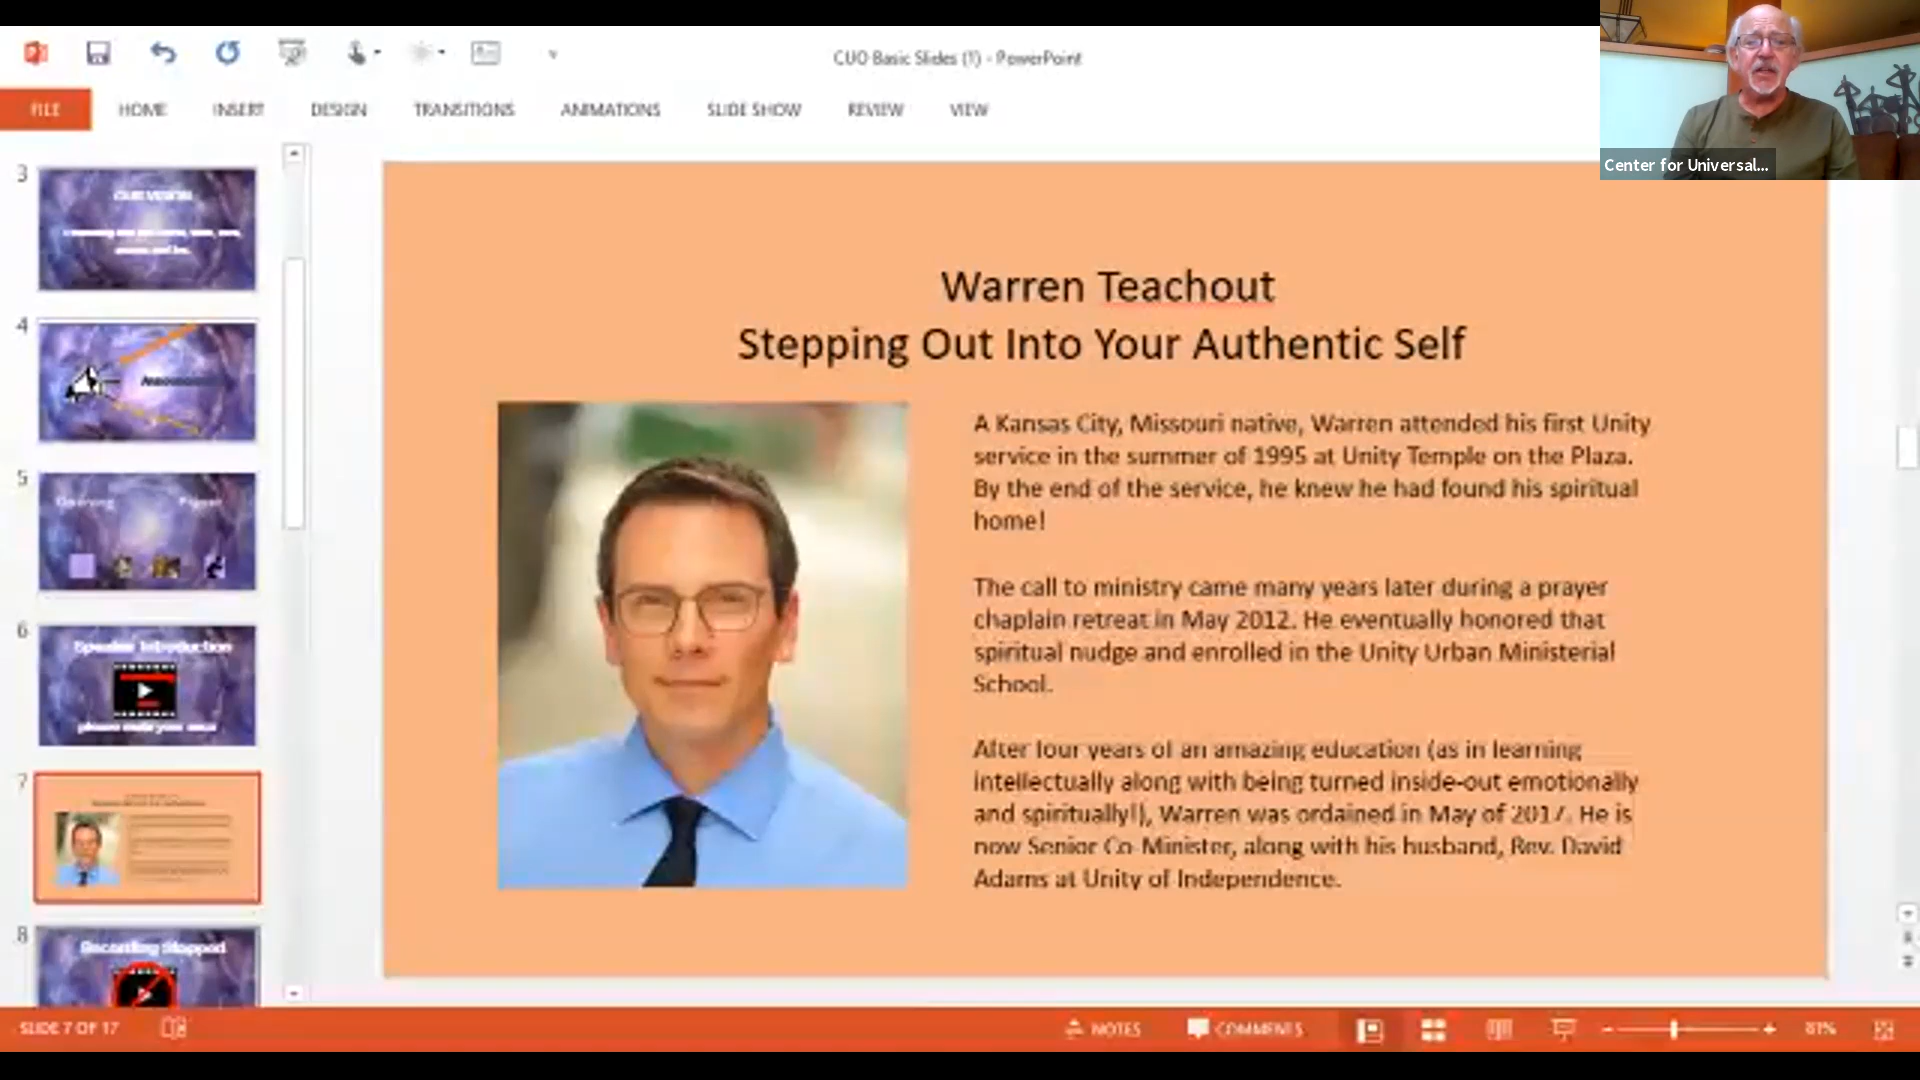 CUO Basic Slides (1) - PowerPoint
FILE HOME INSERT DESIGN TRANSITIONS ANIMATIONS SLIDE SHOW REVIEW VIEW
Center for Universal...
3
OUR VISION
4
5
Prayer
6
Speaker Introduction
7
8
Recording Stopped
Warren Teachout
Stepping Out Into Your Authentic Self
A Kansas City, Missouri native, Warren attended his first Unity
service in the summer of 1995 at Unity Temple on the Plaza.
By the end of the service, he knew he had found his spiritual
home!
The call to ministry came many years later during a prayer
chaplain retreat in May 2012. He eventually honored that
spiritual nudge and enrolled in the Unity Urban Ministerial
School.
After four years of an amazing education (as in learning
intellectually along with being turned inside-out emotionally
and spiritually!), Warren was ordained in May of 2017. He is
now Senior Co-Minister, along with his husband, Rev. David
Adams at Unity of Independence.
SLIDE 7 OF 17 NOTES COMMENTS 81%